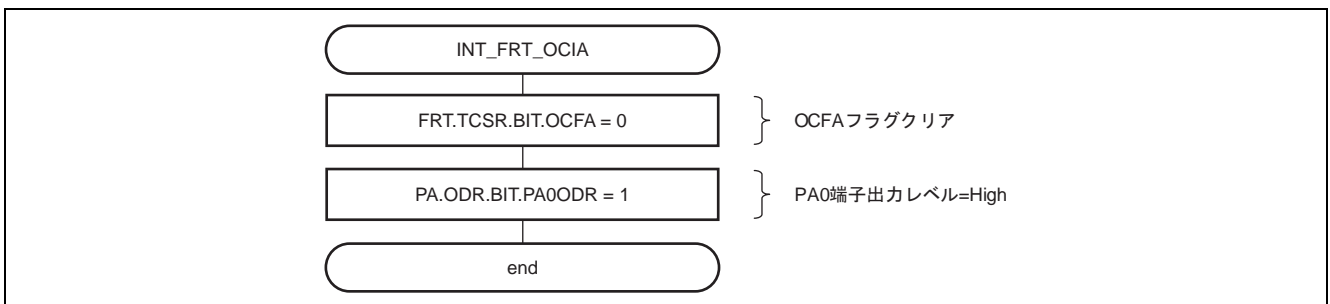 INT_FRT_OCIA
FRT.TCSR.BIT.OCFA = 0
OCFAフラグクリア
PA.ODR.BIT.PA0ODR = 1
PA0端子出力レベル=High
end